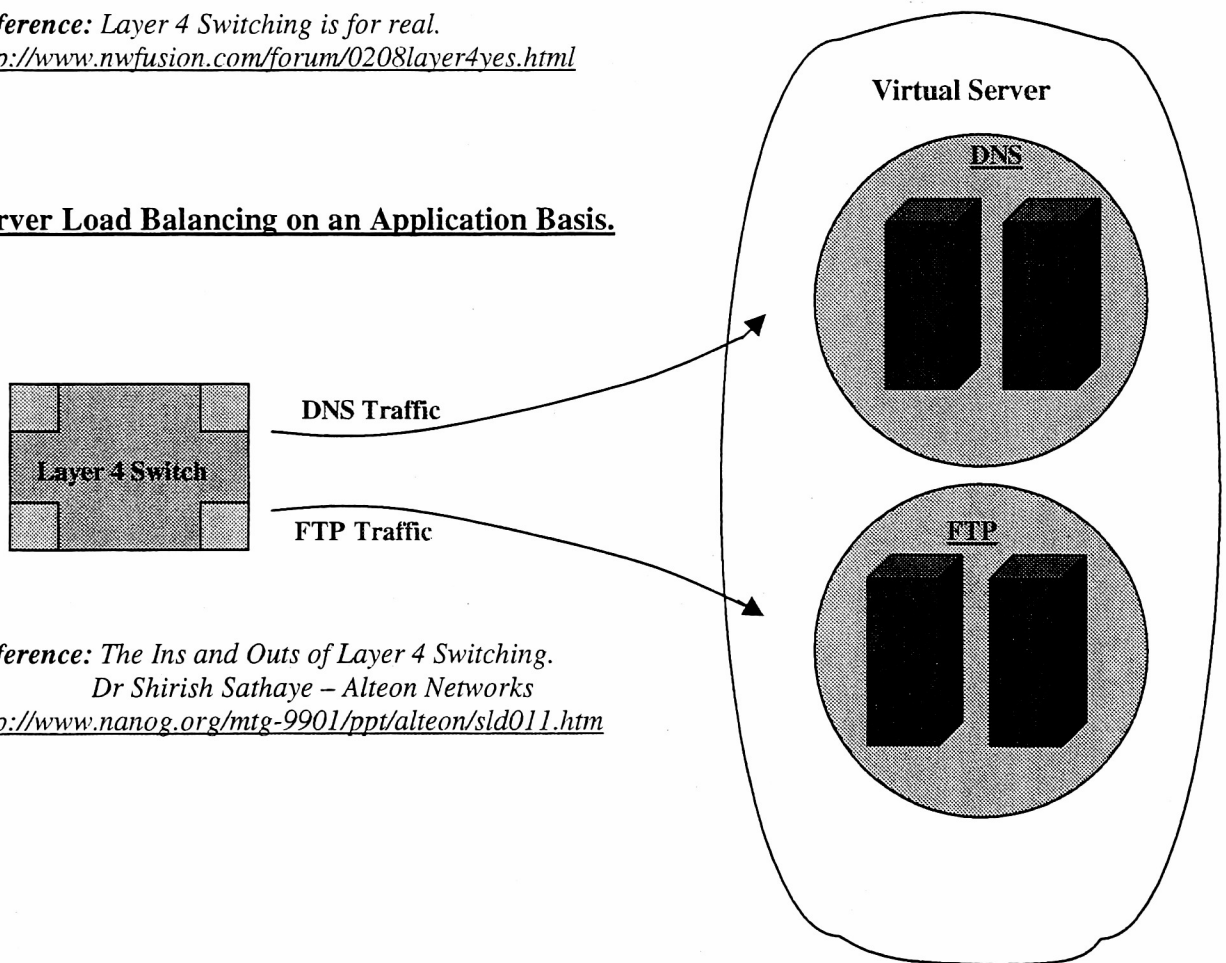 ference: Layer 4 Switching is for real.
p://www.nwfusion.com/forum/0208layer4yes.html
Virtual Server
DNS
rver Load Balancing on an Application Basis.
DNS Traffic
Layer 4 Switch
FTP Traffic
FTP
ference: The Ins and Outs of Layer 4 Switching.
Dr Shirish Sathaye – Alteon Networks
p://www.nanog.org/mtg-9901/ppt/alteon/sld011.htm